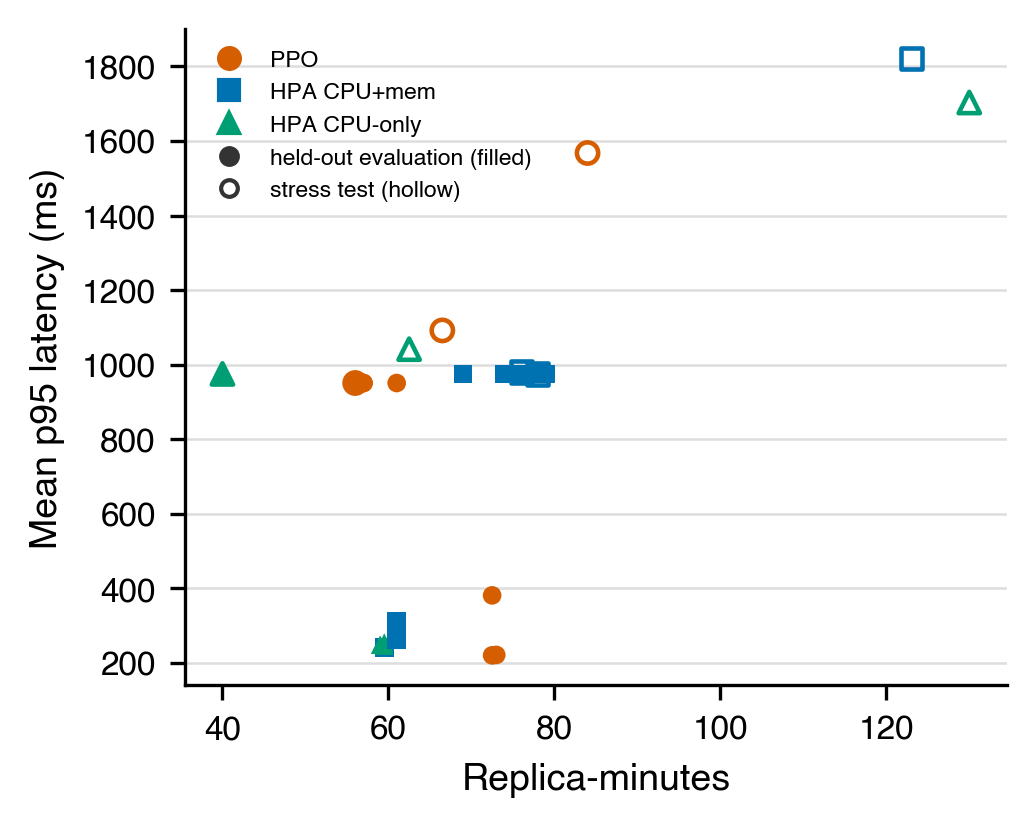 PPO
HPA CPU+mem
HPA CPU-only
held-out evaluation (filled)
stress test (hollow)
Mean p95 latency (ms)
1800
1600
1400
1200
1000
800
600
400
200
40 60 80 100 120
Replica-minutes